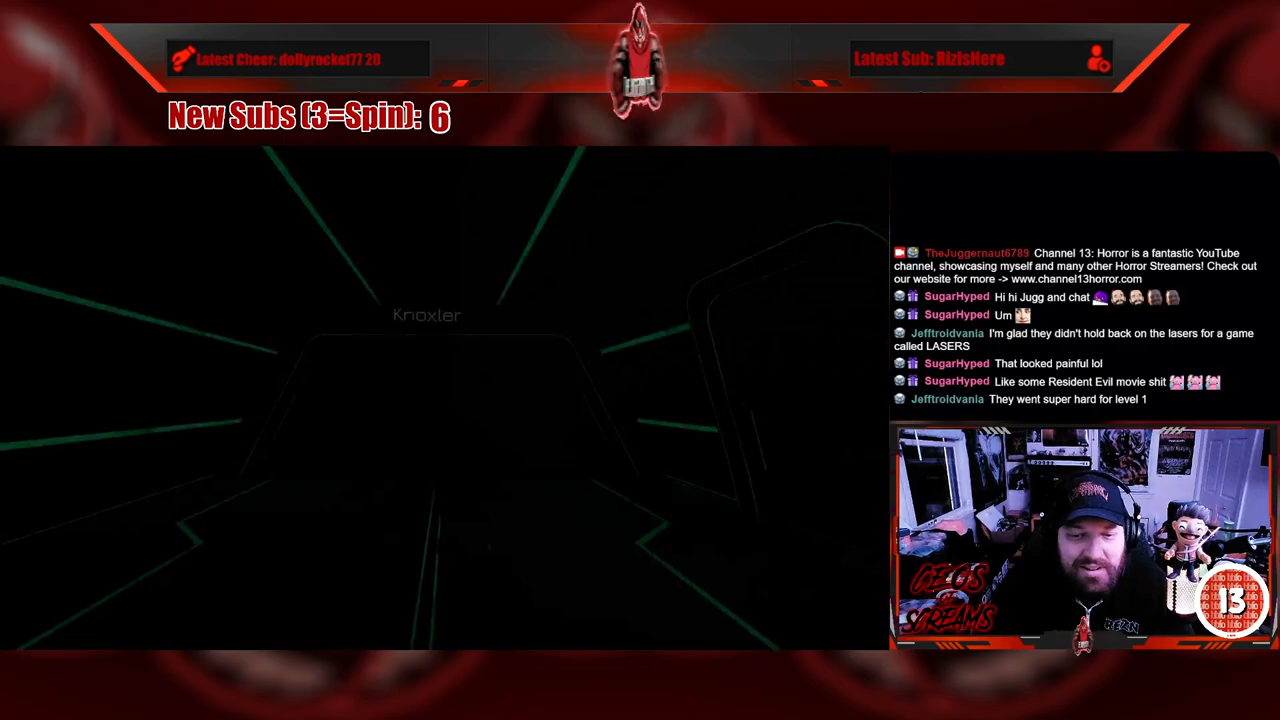 Latest Cheer: dollyrocket77 20
Latest Sub: RizIsHere
New Subs (3=Spin): 6
Knoxler
TheJuggernaut6789 Channel 13: Horror is a fantastic YouTube
channel, showcasing myself and many other Horror Streamers! Check out
our website for more -> www.channel13horror.com
SugarHyped Hi hi Jugg and chat
SugarHyped Um
Jefftroidvania I'm glad they didn't hold back on the lasers for a game
called LASERS
SugarHyped That looked painful lol
SugarHyped Like some Resident Evil movie shit
Jefftroidvania They went super hard for level 1
SCREAMS
13
REZN